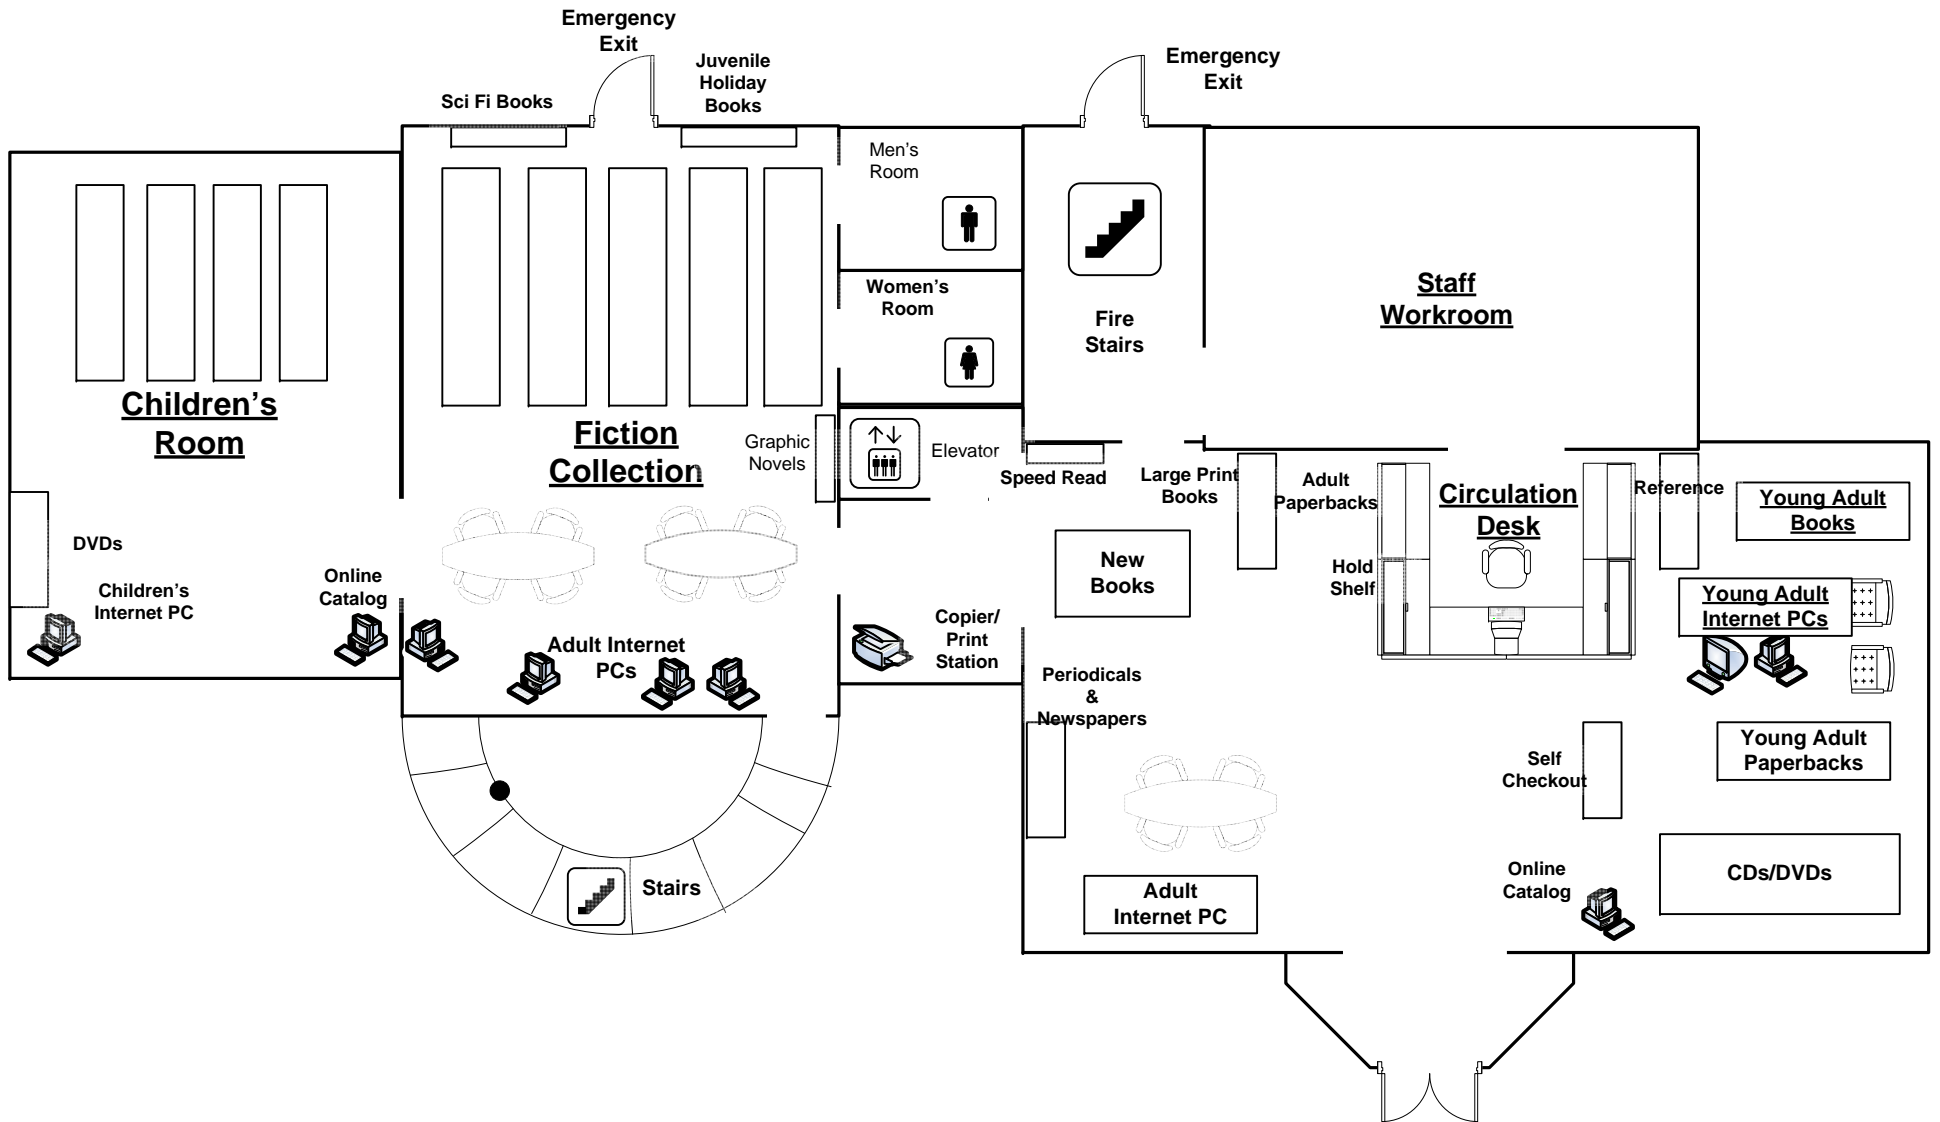 Emergency
Exit
Juvenile
Holiday
Books
Sci Fi Books
Emergency
Exit
Men's
Room
Women's
Room
Fire
Stairs
Staff
Workroom
Children's
Room
Fiction
Collection
Graphic
Novels
Elevator
Speed Read
Large Print
Books
Adult
Paperbacks
Circulation
Desk
Reference
Young Adult
Books
DVDs
Children's
Internet PC
Online
Catalog
New
Books
Hold
Shelf
Young Adult
Internet PCs
Adult Internet
PCs
Copier/
Print
Station
Periodicals
&
Newspapers
Self
Checkout
Young Adult
Paperbacks
Stairs
Adult
Internet PC
Online
Catalog
CDs/DVDs